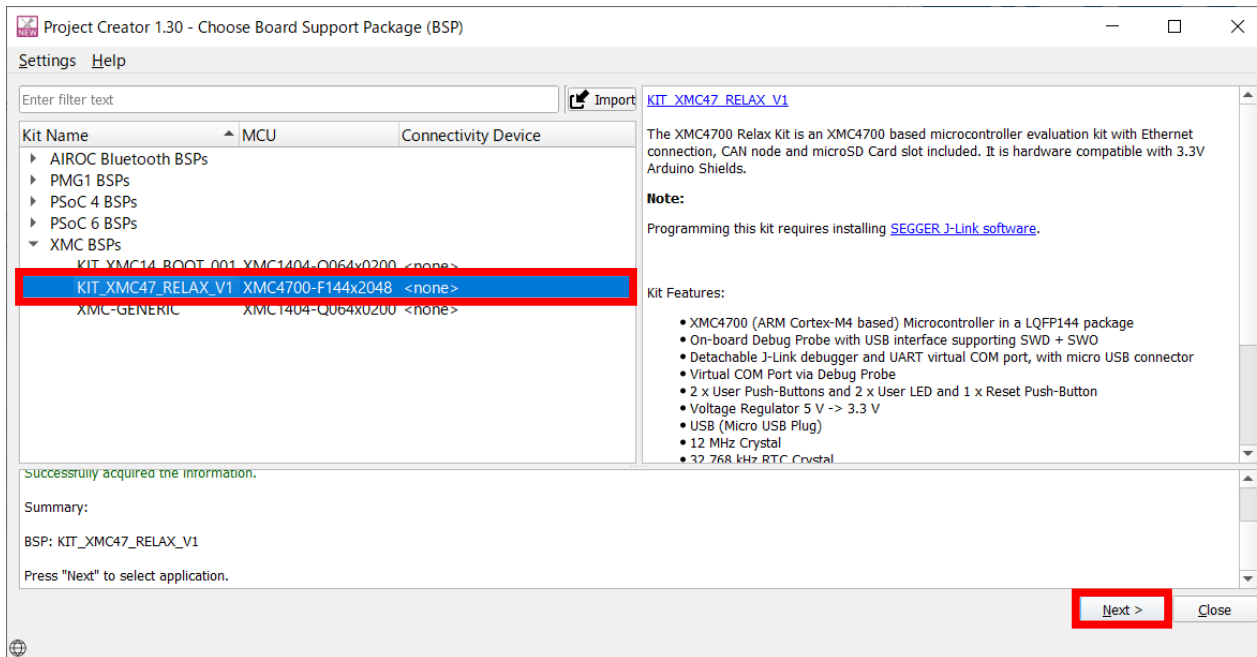 NEW
Project Creator 1.30 - Choose Board Support Package (BSP)
Settings Help
Enter filter text
Import
Kit Name MCU Connectivity Device
AIROC Bluetooth BSPs
PMG1 BSPs
PSoC 4 BSPs
PSoC 6 BSPs
XMC BSPs
KIT_XMC14_BOOT_001 XMC1404-Q064x0200 <none>
KIT_XMC47_RELAX_V1 XMC4700-F144x2048 <none>
XMC-GENERIC XMC1404-Q064x0200 <none>
KIT_XMC47_RELAX_V1
The XMC4700 Relax Kit is an XMC4700 based microcontroller evaluation kit with Ethernet
connection, CAN node and microSD Card slot included. It is hardware compatible with 3.3V
Arduino Shields.
Note:
Programming this kit requires installing SEGGER J-Link software.
Kit Features:
• XMC4700 (ARM Cortex-M4 based) Microcontroller in a LQFP144 package
• On-board Debug Probe with USB interface supporting SWD + SWO
• Detachable J-Link debugger and UART virtual COM port, with micro USB connector
• Virtual COM Port via Debug Probe
• 2 x User Push-Buttons and 2 x User LED and 1 x Reset Push-Button
• Voltage Regulator 5 V -> 3.3 V
• USB (Micro USB Plug)
• 12 MHz Crystal
• 32.768 kHz RTC Crystal
Successfully acquired the information.
Summary:
BSP: KIT_XMC47_RELAX_V1
Press "Next" to select application.
Next > Close